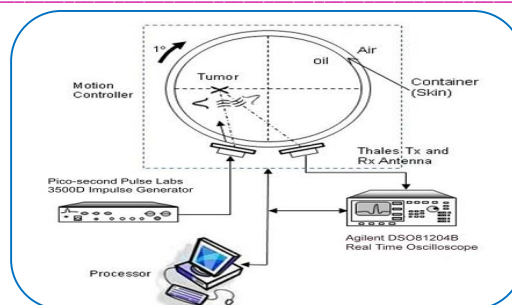 1°
Air
oil
Tumor
Motion
Controller
Container
(Skin)
Thales Tx and
Rx Antenna
Pico-second Pulse Labs
3500D Impulse Generator
Agilent DSO81204B
Real Time Oscilloscope
Processor